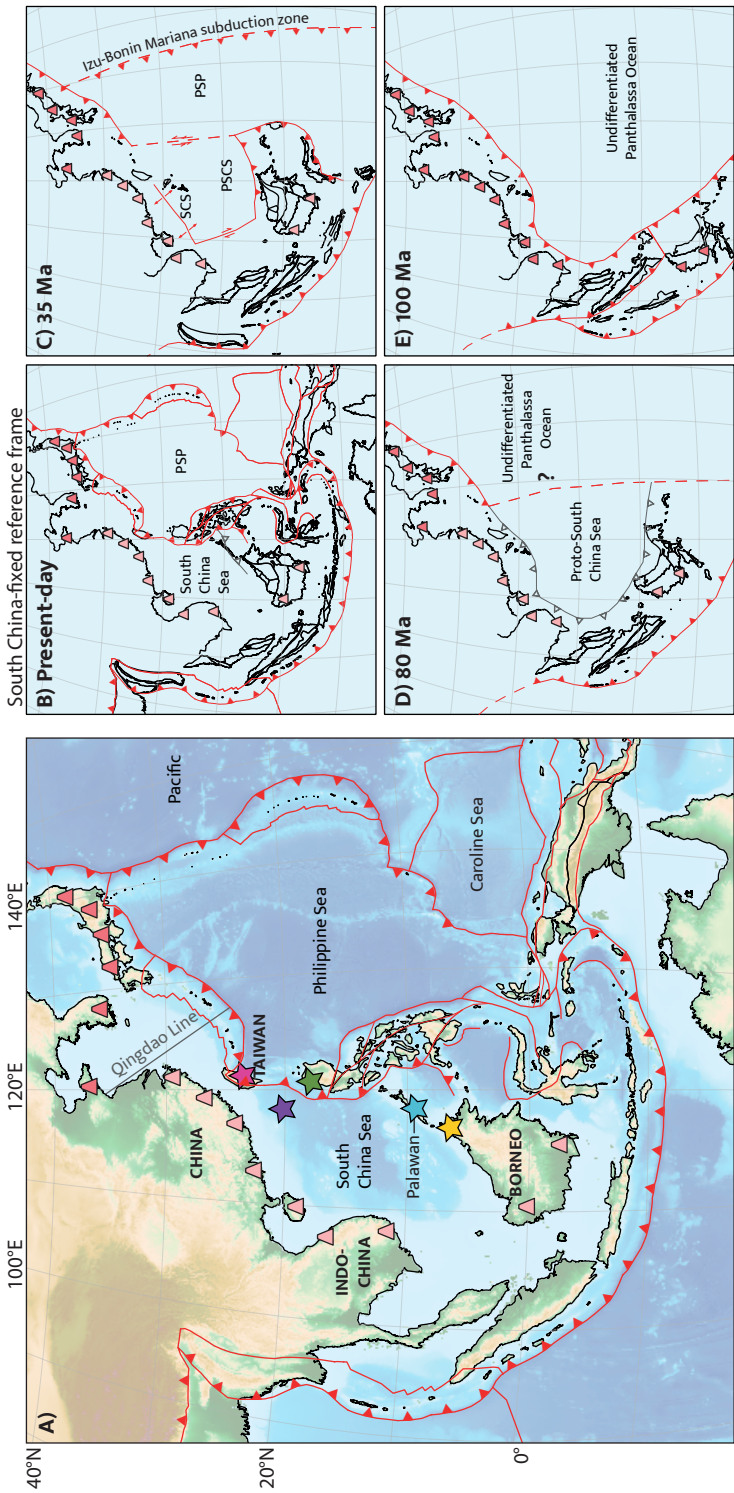 A)
100°E
120°E
140°E
40°N
20°N
0°
Qingdao Line
CHINA
TAIWAN
Pacific
Philippine Sea
INDO-
CHINA
South
China Sea
Palawan
BORNEO
Caroline Sea
South China-fixed reference frame
B) Present-day
PSP
South
China
Sea
C) 35 Ma
Izu-Bonin Mariana subduction zone
PSP
SCS
PSCS
D) 80 Ma
Undifferentiated
Panthalassa
Ocean
?
Proto-South
China Sea
E) 100 Ma
Undifferentiated
Panthalassa Ocean